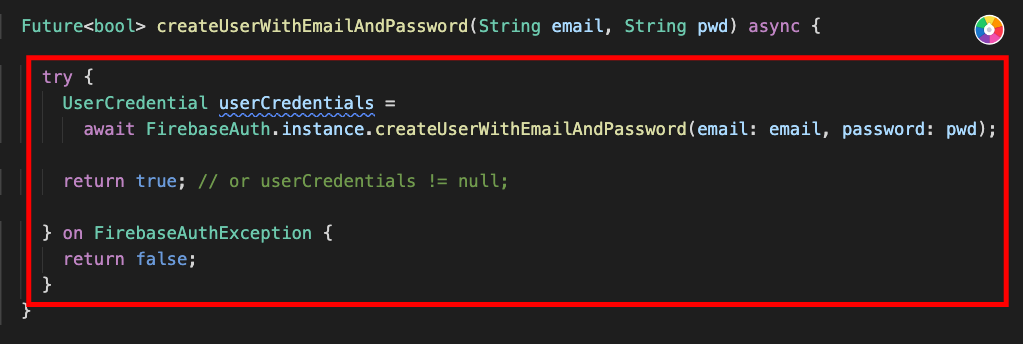 Future<bool> createUserWithEmailAndPassword(String email, String pwd) async {
try {
UserCredential userCredentials =
await FirebaseAuth.instance.createUserWithEmailAndPassword(email: email, password: pwd);
return true; // or userCredentials != null;
} on FirebaseAuthException {
return false;
}
}